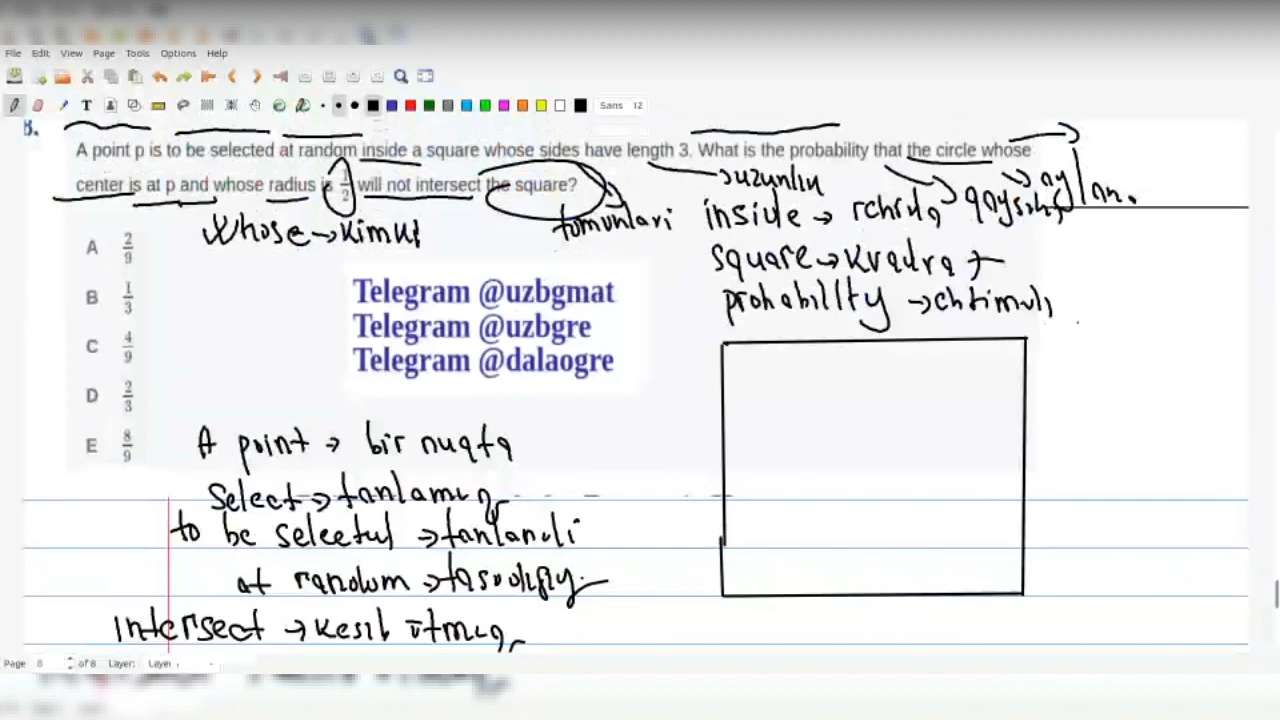 File Edit View Page Tools Options Help
Sans 12
8.
A point p is to be selected at random inside a square whose sides have length 3. What is the probability that the circle whose
center is at p and whose radius is 1/2 will not intersect the square?
→uzunlik
aylan.
Whose→kimki
tomonlari
inside →
square→kvadrat
probability →ehtimoli
A 2/9
B 1/3
C 4/9
D 2/3
E 8/9
Telegram @uzbgmat
Telegram @uzbgre
Telegram @dalaogre
A point → bir nuqta
Select→tanlamoq
to be selected →tanlandi
at random →tasodifiy
intersect →kesib
Page 8 of 8 Layer: Layer